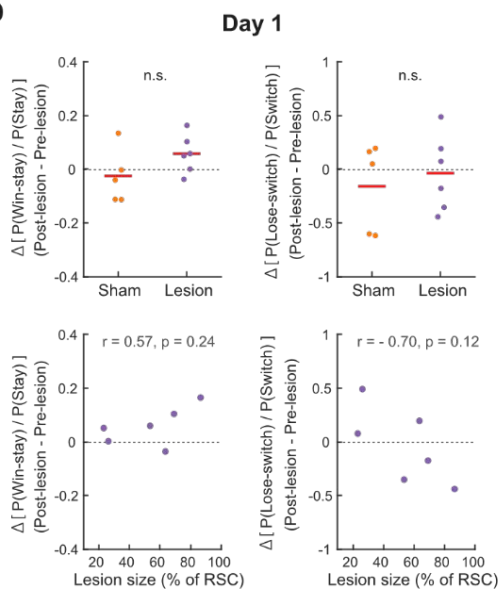 Day 1
Δ [ P(Win-stay) / P(Stay) ]
(Post-lesion - Pre-lesion)
0.4
0.2
0
-0.2
-0.4
n.s.
Sham Lesion
Δ [ P(Lose-switch) / P(Switch) ]
(Post-lesion - Pre-lesion)
1
0.5
0
-0.5
-1
n.s.
Sham Lesion
Δ [ P(Win-stay) / P(Stay) ]
(Post-lesion - Pre-lesion)
0.4
0.2
0
-0.2
-0.4
r = 0.57, p = 0.24
20 40 60 80 100
Lesion size (% of RSC)
Δ [ P(Lose-switch) / P(Switch) ]
(Post-lesion - Pre-lesion)
1
0.5
0
-0.5
-1
r = - 0.70, p = 0.12
20 40 60 80 100
Lesion size (% of RSC)